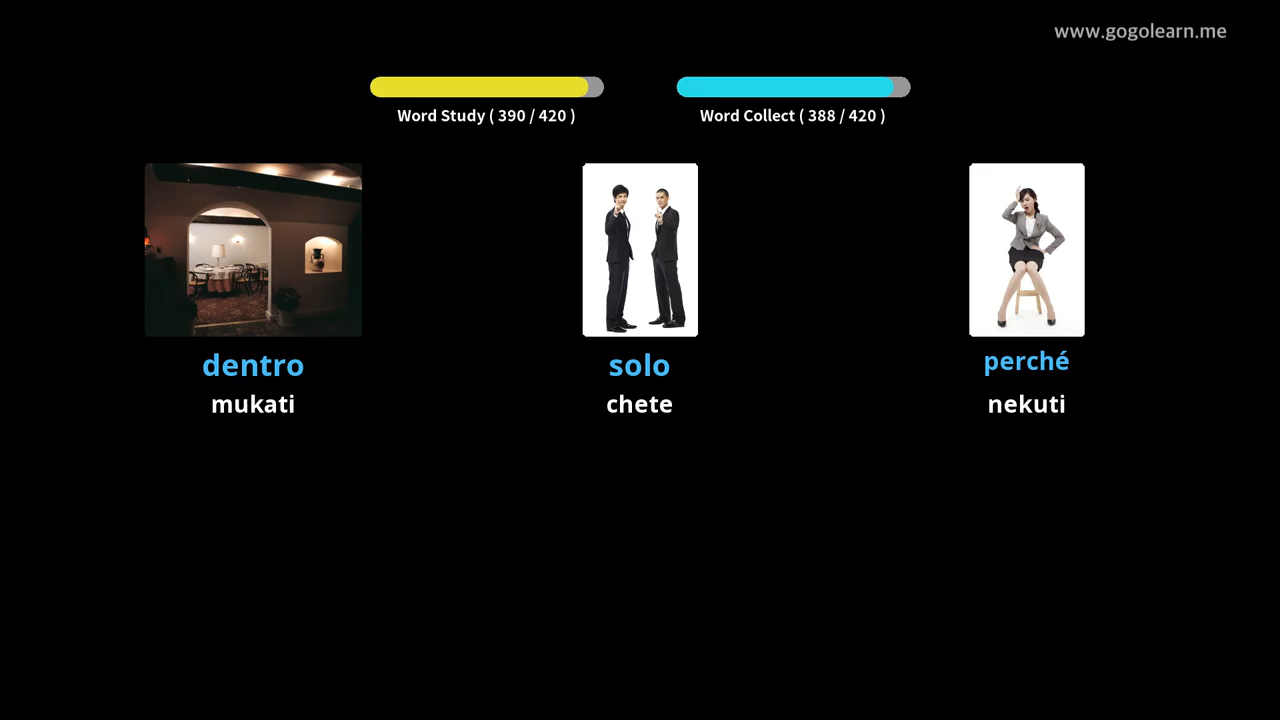 www.gogolearn.me
Word Study ( 390 / 420 )
Word Collect ( 388 / 420 )
dentro
mukati
solo
chete
perché
nekuti